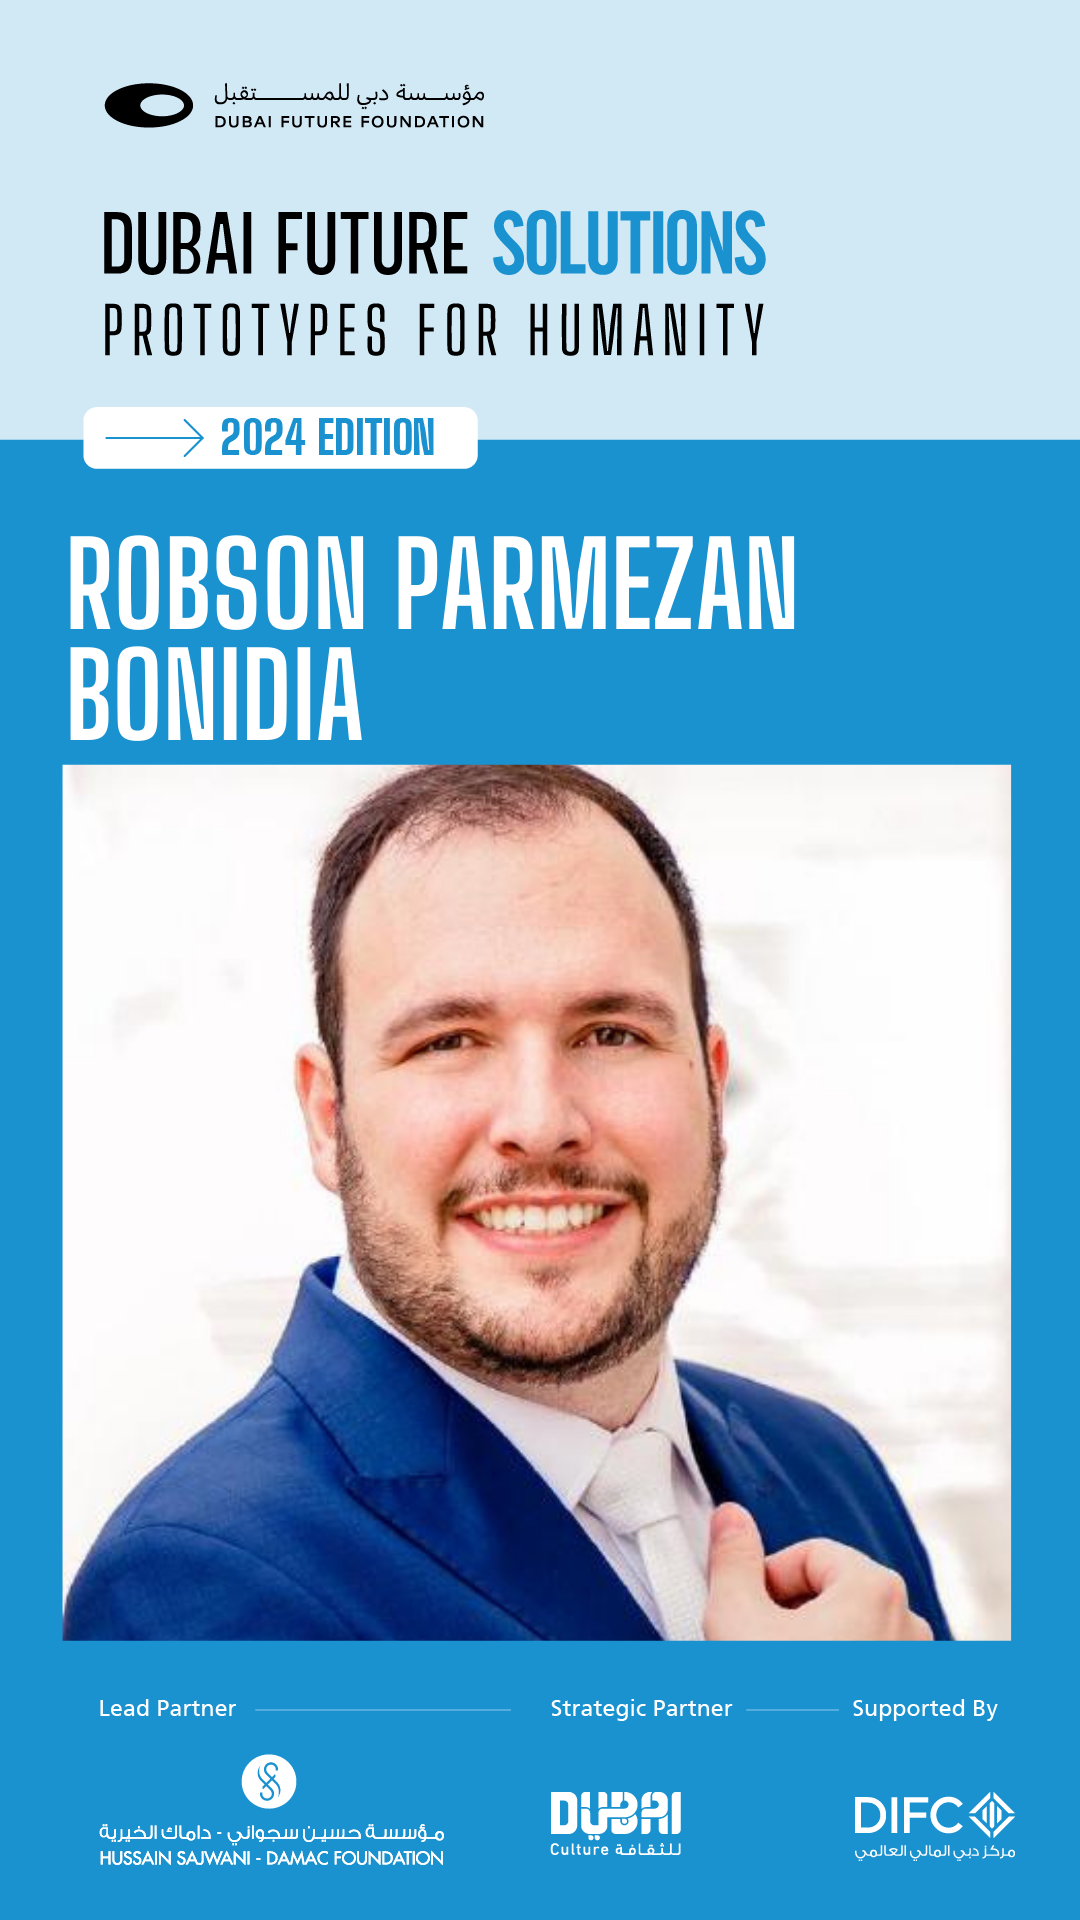 مؤسسة دبي للمستقبل
DUBAI FUTURE FOUNDATION
DUBAI FUTURE SOLUTIONS
PROTOTYPES FOR HUMANITY
2024 EDITION
ROBSON PARMEZAN
BONIDIA
Lead Partner
Strategic Partner
Supported By
مؤسسة حسين سجواني - داماك الخيرية
HUSSAIN SAJWANI - DAMAC FOUNDATION
DUBAI
Culture للثقافة
DIFC
مركز دبي المالي العالمي